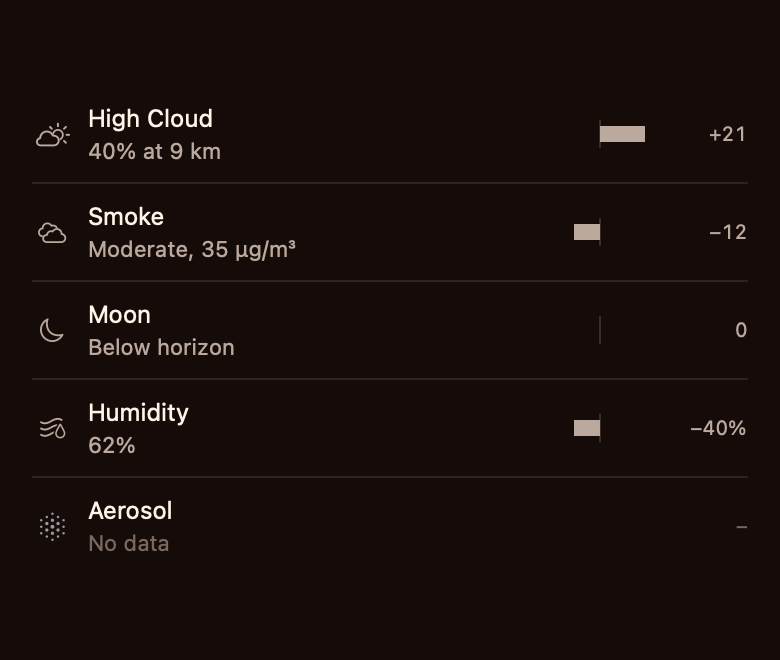 High Cloud
40% at 9 km
+21
Smoke
Moderate, 35 µg/m³
−12
Moon
Below horizon
0
Humidity
62%
−40%
Aerosol
No data
–